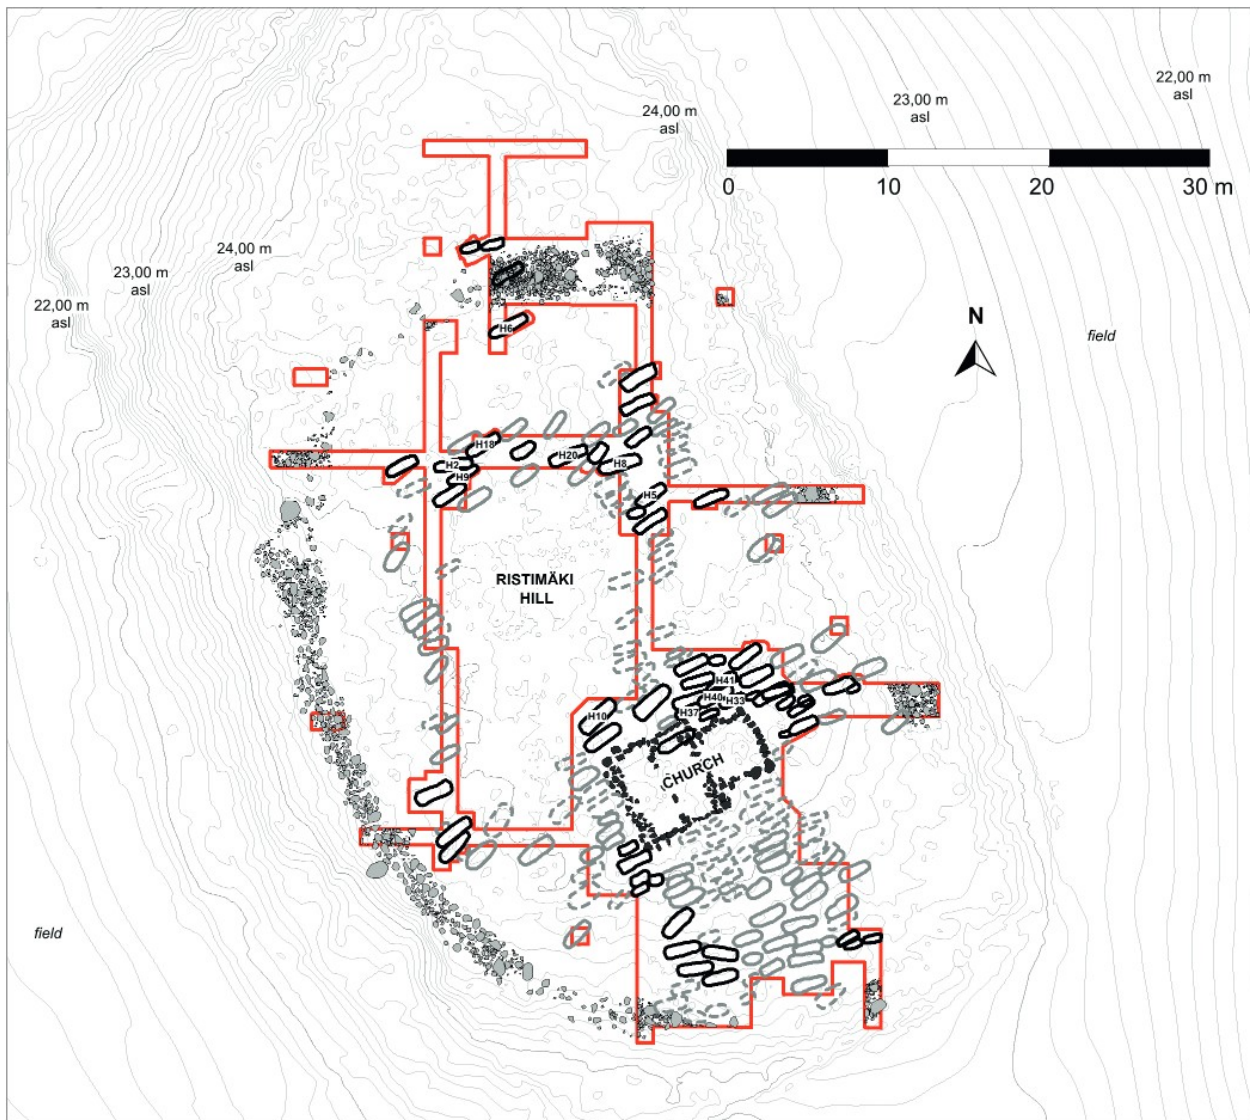 22,00 m
asl
23,00 m
asl
24,00 m
asl
0 10 20 30 m
24,00 m
asl
23,00 m
asl
22,00 m
asl
N
field
H6
H18
H2
H20
H8
H9
H5
RISTIMÄKI
HILL
H41
H40
H33
H37
H10
CHURCH
field